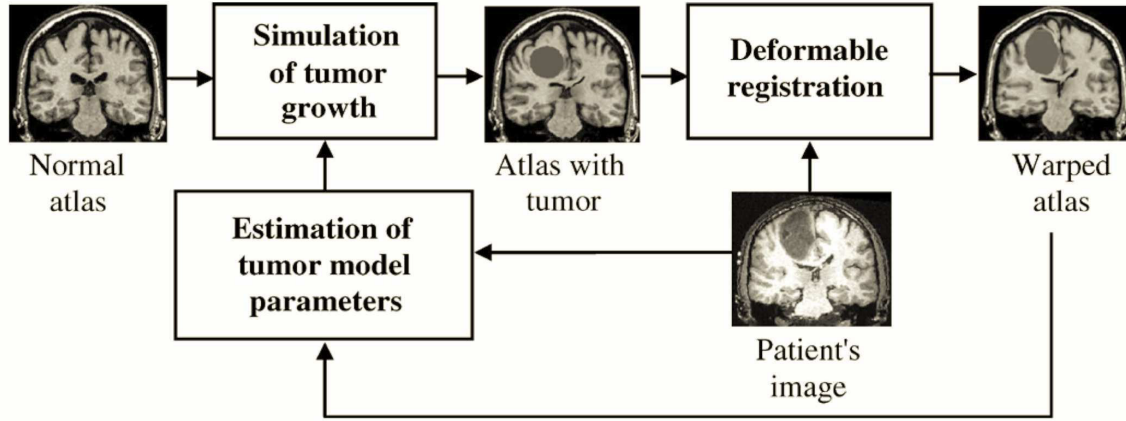 Simulation
of tumor
growth
Deformable
registration
Normal
atlas
Atlas with
tumor
Warped
atlas
Estimation of
tumor model
parameters
Patient's
image